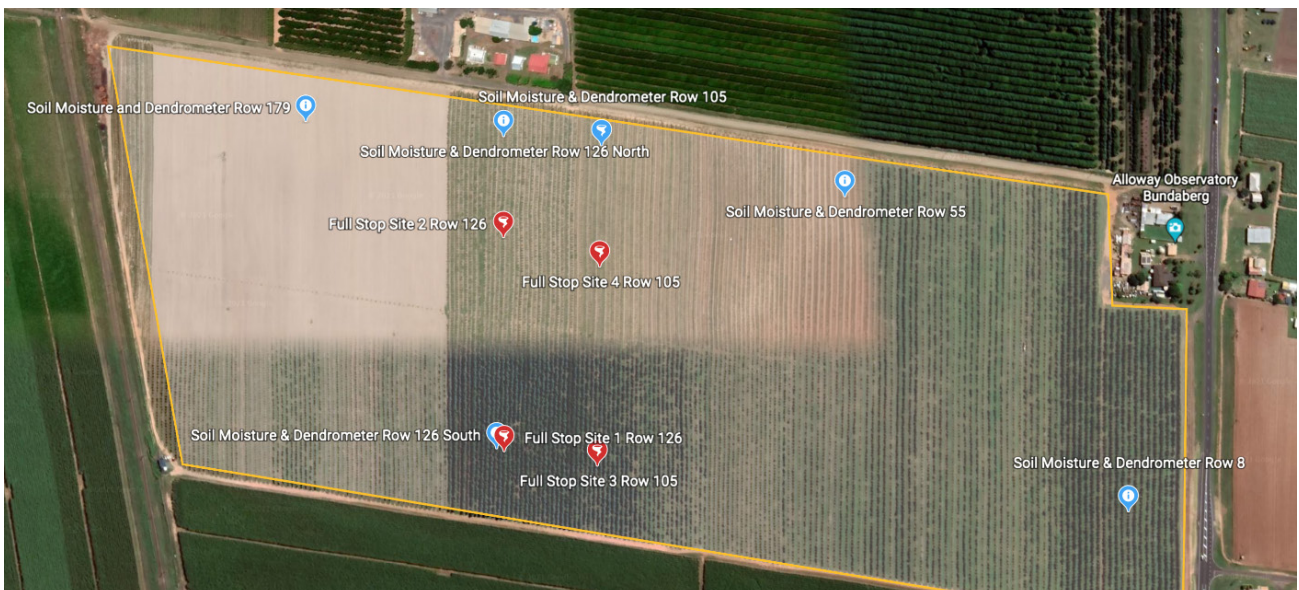 Soil Moisture & Dendrometer Row 105
Soil Moisture and Dendrometer Row 179
Soil Moisture & Dendrometer Row 126 North
Alloway Observatory
Bundaberg
Soil Moisture & Dendrometer Row 55
Full Stop Site 2 Row 126
Full Stop Site 4 Row 105
Soil Moisture & Dendrometer Row 126 South
Full Stop Site 1 Row 126
Soil Moisture & Dendrometer Row 8
Full Stop Site 3 Row 105